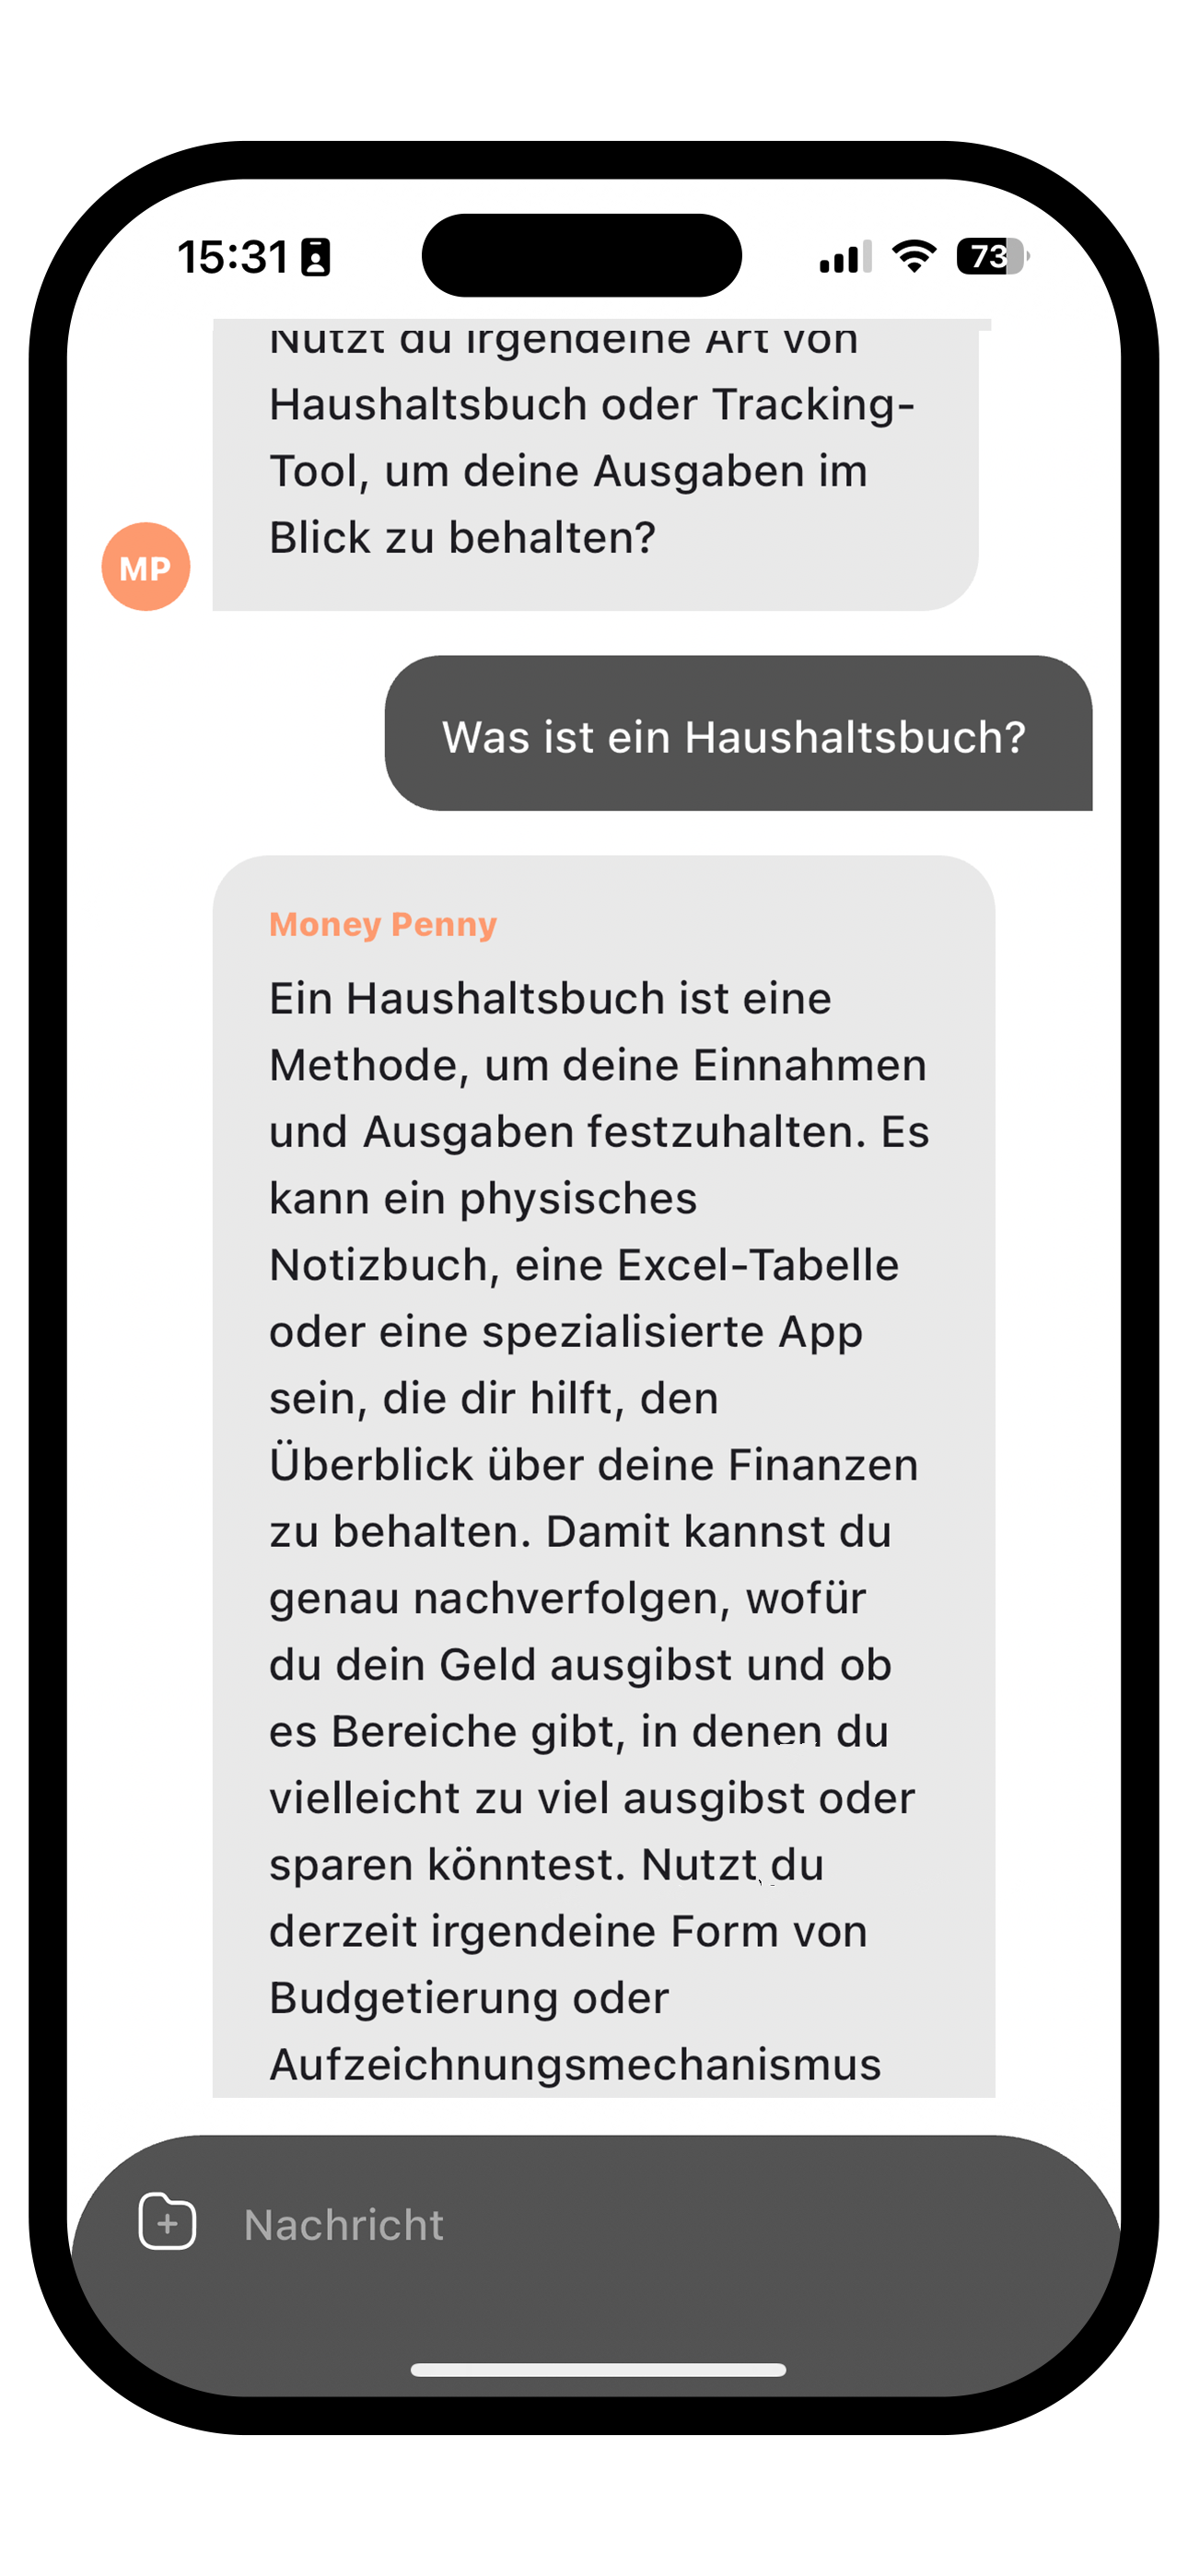 15:31
73
Nutzt du irgendeine Art von
Haushaltsbuch oder Tracking-
Tool, um deine Ausgaben im
Blick zu behalten?
MP
Was ist ein Haushaltsbuch?
Money Penny
Ein Haushaltsbuch ist eine
Methode, um deine Einnahmen
und Ausgaben festzuhalten. Es
kann ein physisches
Notizbuch, eine Excel-Tabelle
oder eine spezialisierte App
sein, die dir hilft, den
Überblick über deine Finanzen
zu behalten. Damit kannst du
genau nachverfolgen, wofür
du dein Geld ausgibst und ob
es Bereiche gibt, in denen du
vielleicht zu viel ausgibst oder
sparen könntest. Nutzt du
derzeit irgendeine Form von
Budgetierung oder
Aufzeichnungsmechanismus
Nachricht